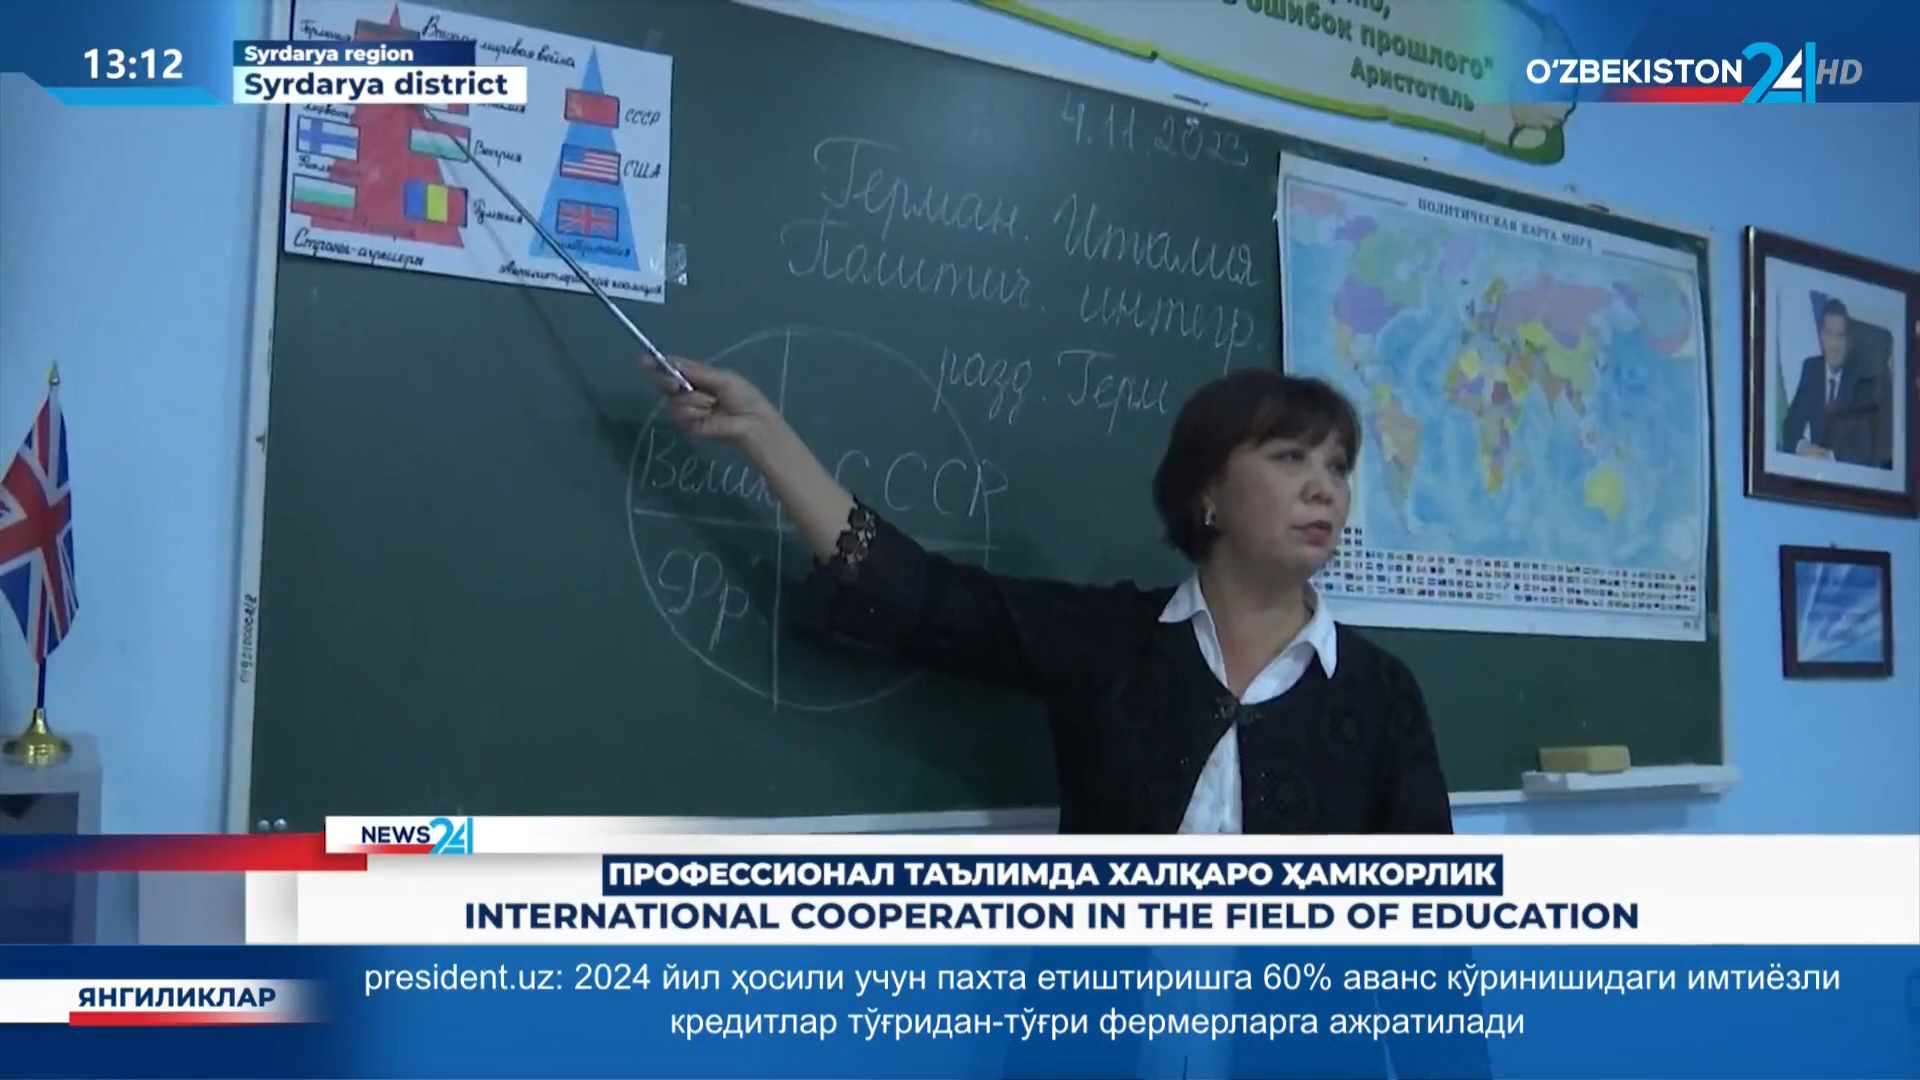 13:12
Syrdarya region
Syrdarya district
O‘ZBEKISTON 24 HD
ошибок прошлого"
Аристотель
Вторая мировая война
СССР
США
Венгрия
Румыния
Страны-агрессоры
4.11.2023
Герман. Италия
Политич. интегр.
разд. Герм
Велик СССР
Фр
ПОЛИТИЧЕСКАЯ КАРТА МИРА
NEWS 24
ПРОФЕССИОНАЛ ТАЪЛИМДА ХАЛҚАРО ҲАМКОРЛИК
INTERNATIONAL COOPERATION IN THE FIELD OF EDUCATION
ЯНГИЛИКЛАР
president.uz: 2024 йил ҳосили учун пахта етиштиришга 60% аванс кўринишидаги имтиёзли
кредитлар тўғридан-тўғри фермерларга ажратилади